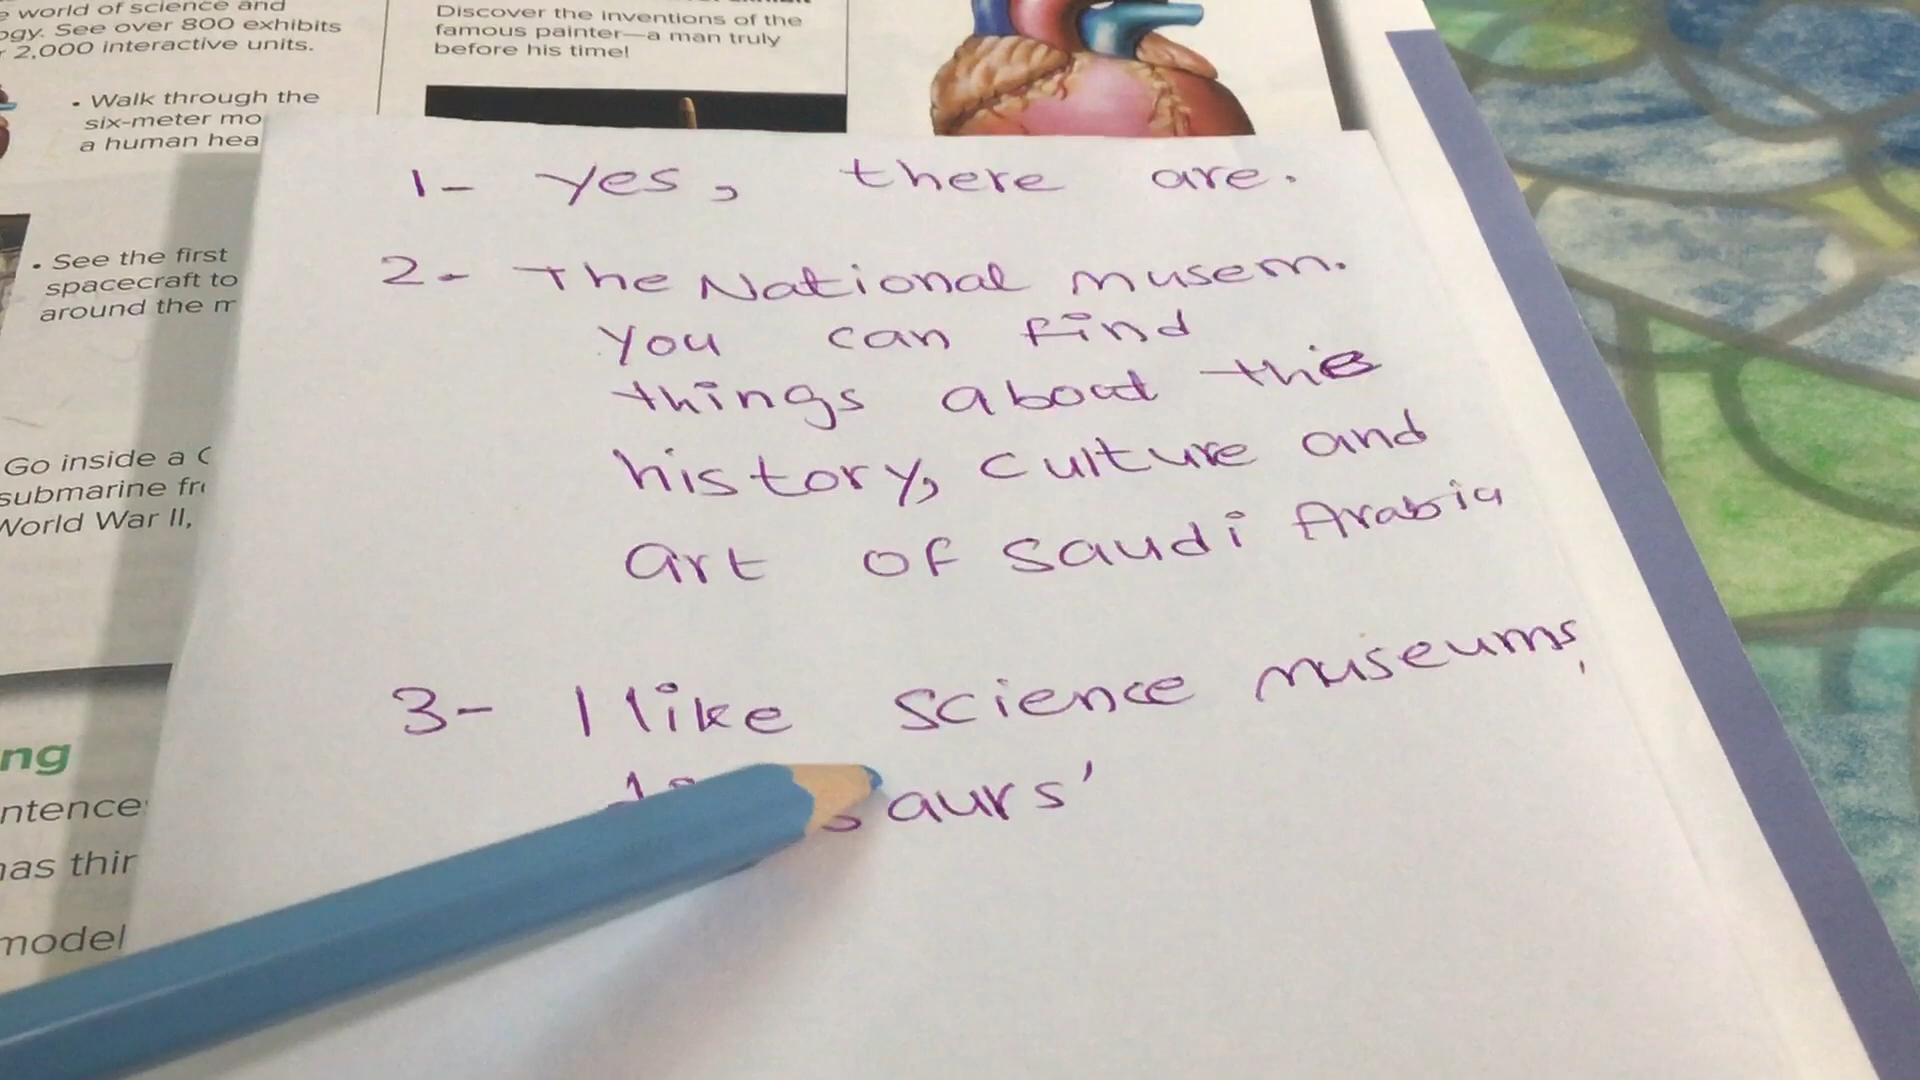 world of science and
ogy. See over 800 exhibits
2,000 interactive units.
• Walk through the
six-meter mo
a human hea
• See the first
spacecraft to
around the m
Go inside a
submarine fr
World War II,
ng
ntence
has thin
model
Discover the inventions of the
famous painter—a man truly
before his time!
1- yes, there are.
2- The National musem.
you can find
things about the
history, culture and
art of Saudi Arabia
3- I like science museums,
aurs'